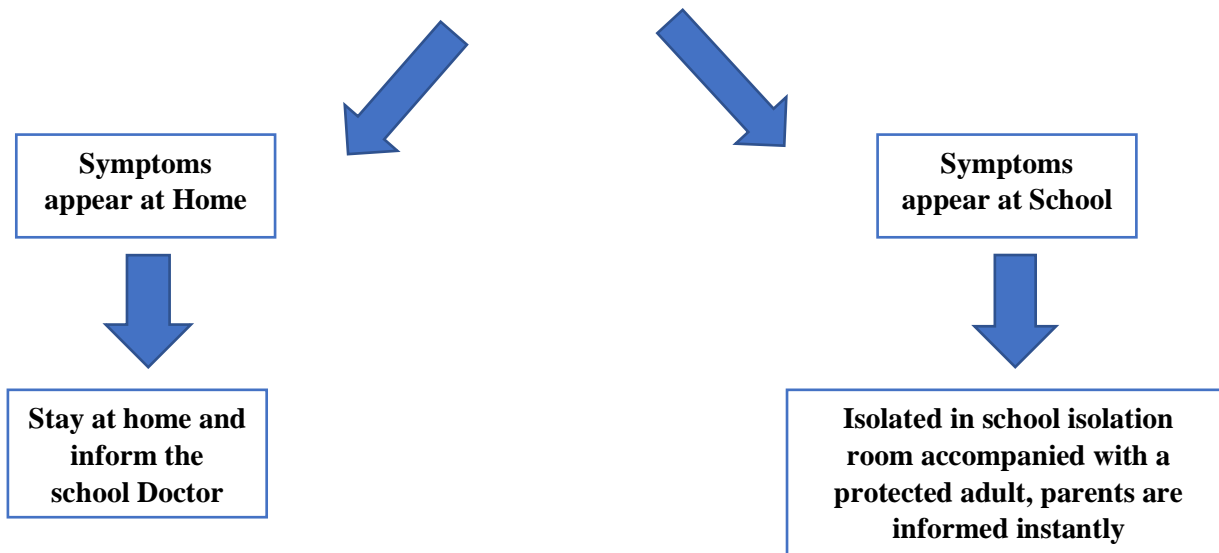 Symptoms
appear at Home
Symptoms
appear at School
Stay at home and
inform the
school Doctor
Isolated in school isolation
room accompanied with a
protected adult, parents are
informed instantly